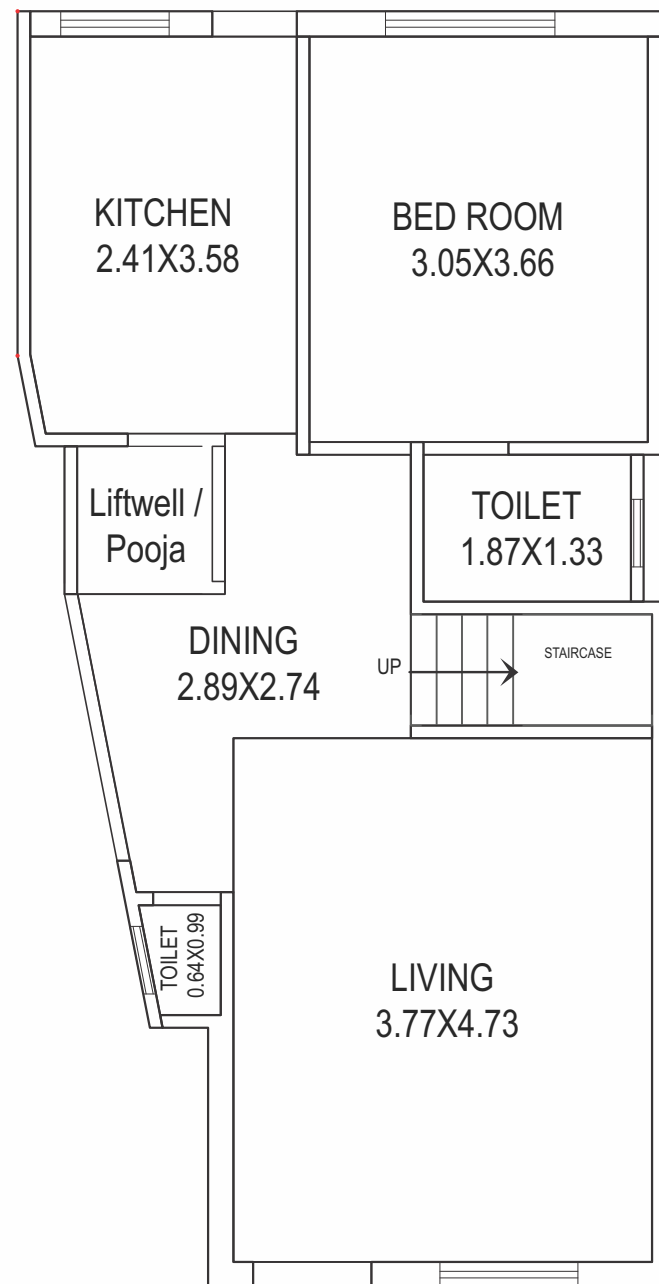 KITCHEN
2.41X3.58
BED ROOM
3.05X3.66
Liftwell /
Pooja
TOILET
1.87X1.33
DINING
2.89X2.74
UP
STAIRCASE
TOILET
0.64X0.99
LIVING
3.77X4.73